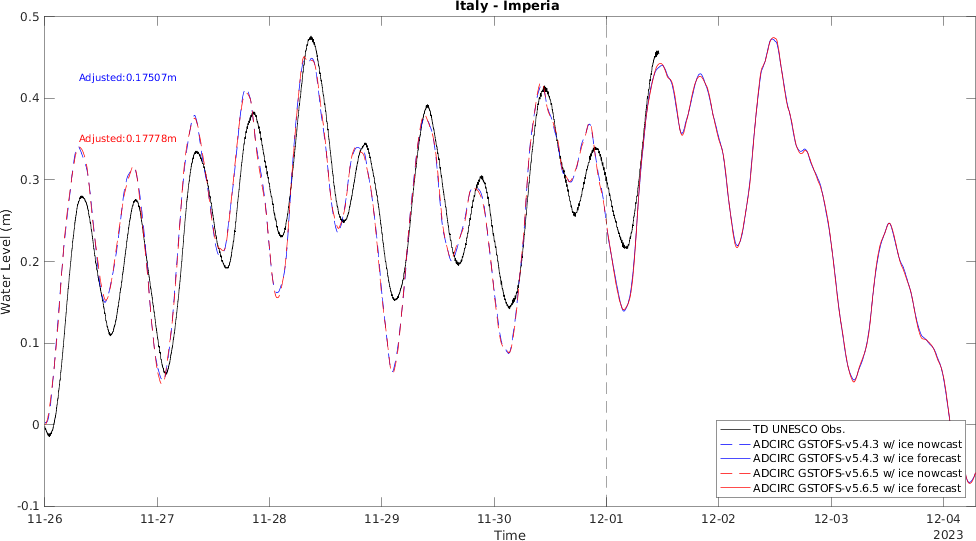 Italy - Imperia
0.5
0.4
0.3
0.2
0.1
0
-0.1
Water Level (m)
Adjusted:0.17507m
Adjusted:0.17778m
TD UNESCO Obs.
ADCIRC GSTOFS-v5.4.3 w/ ice nowcast
ADCIRC GSTOFS-v5.4.3 w/ ice forecast
ADCIRC GSTOFS-v5.6.5 w/ ice nowcast
ADCIRC GSTOFS-v5.6.5 w/ ice forecast
11-26 11-27 11-28 11-29 11-30 12-01 12-02 12-03 12-04
Time
2023